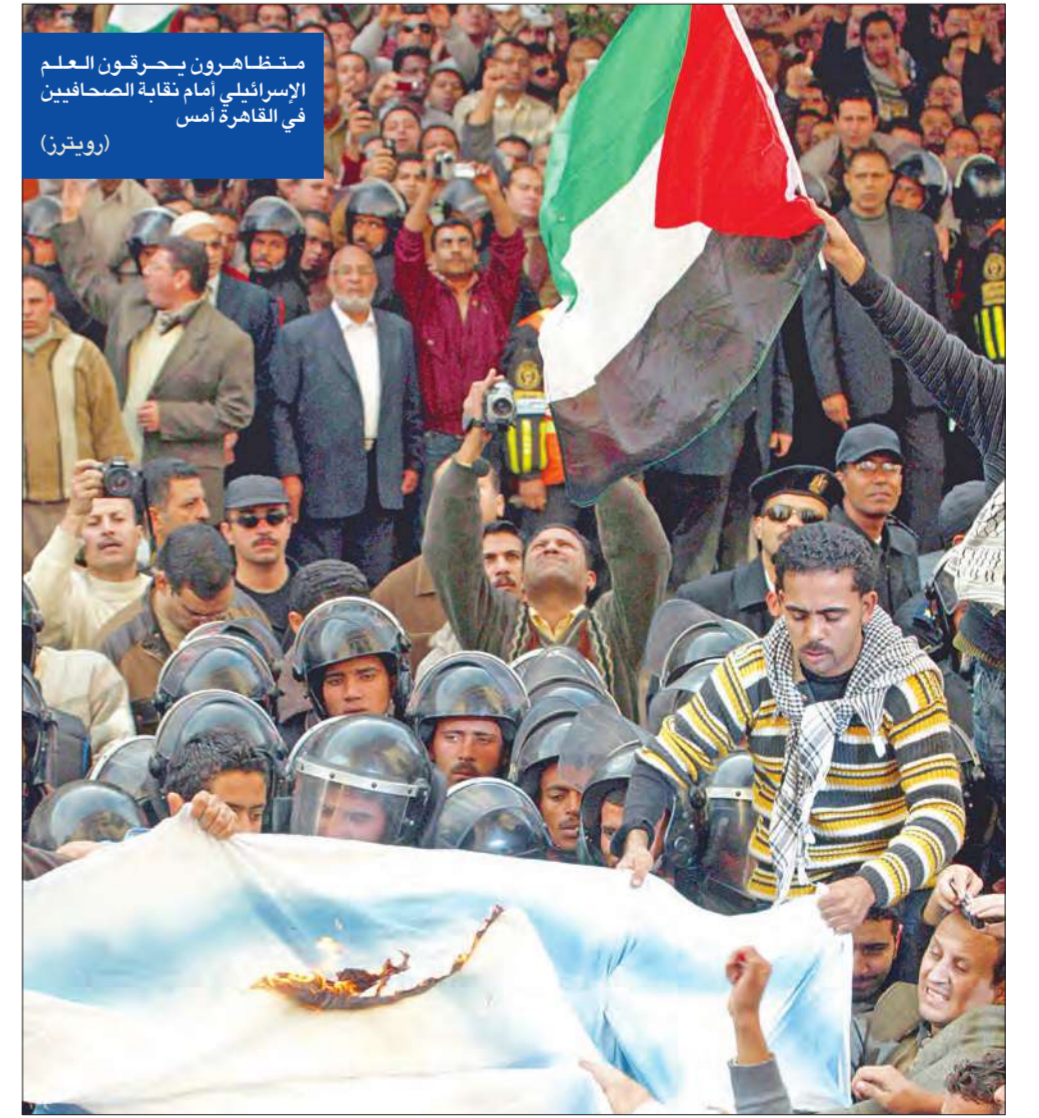 متظاهرون يحرقون العلم
الإسرائيلي أمام نقابة الصحافيين
في القاهرة أمس
(رويترز)